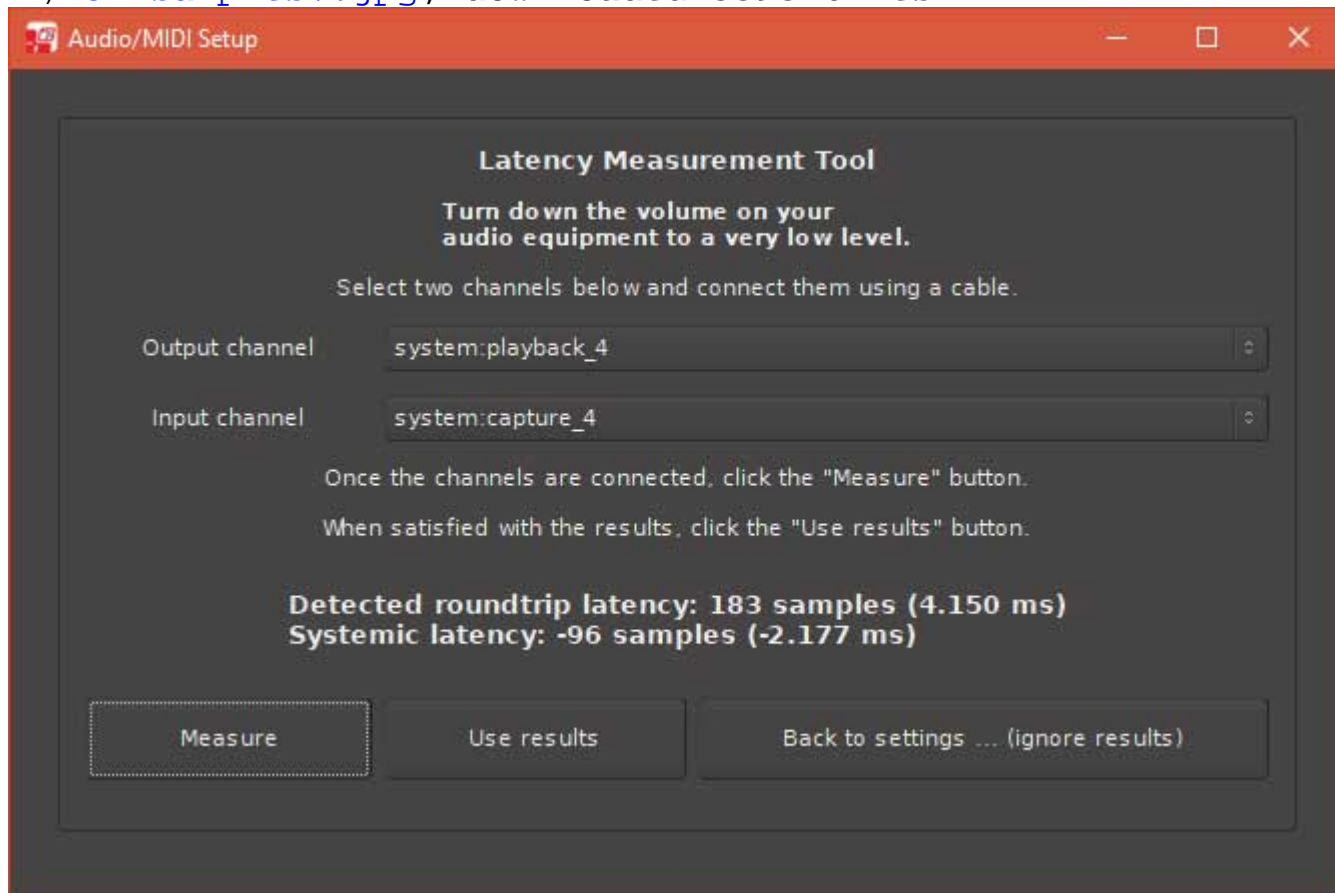 Audio/MIDI Setup
Latency Measurement Tool
Turn down the volume on your
audio equipment to a very low level.
Select two channels below and connect them using a cable.
Output channel system:playback_4
Input channel system:capture_4
Once the channels are connected, click the "Measure" button.
When satisfied with the results, click the "Use results" button.
Detected roundtrip latency: 183 samples (4.150 ms)
Systemic latency: -96 samples (-2.177 ms)
Measure Use results Back to settings ... (ignore results)